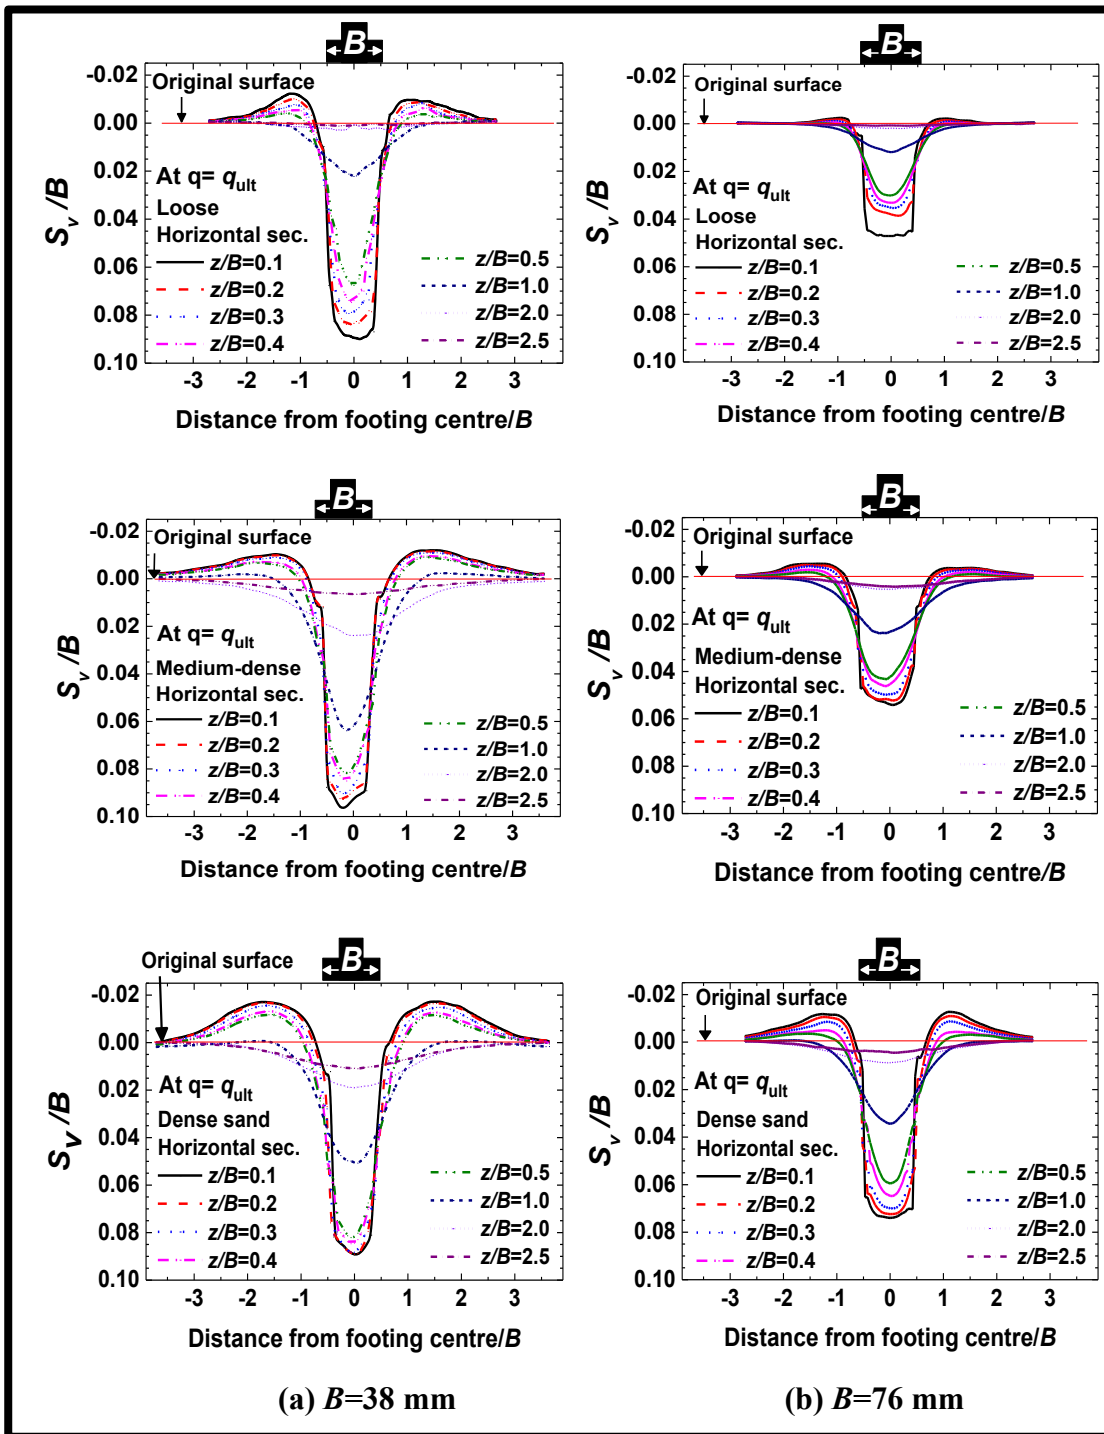 B
Original surface
-0.02
0.00
0.02
0.04
0.06
0.08
0.10
S_v/B
At q= q_ult
Loose
Horizontal sec.
z/B=0.1
z/B=0.2
z/B=0.3
z/B=0.4
z/B=0.5
z/B=1.0
z/B=2.0
z/B=2.5
-3 -2 -1 0 1 2 3
Distance from footing centre/B
B
Original surface
-0.02
0.00
0.02
0.04
0.06
0.08
0.10
S_v/B
At q= q_ult
Loose
Horizontal sec.
z/B=0.1
z/B=0.2
z/B=0.3
z/B=0.4
z/B=0.5
z/B=1.0
z/B=2.0
z/B=2.5
-3 -2 -1 0 1 2 3
Distance from footing centre/B
B
Original surface
-0.02
0.00
0.02
0.04
0.06
0.08
0.10
S_v/B
At q= q_ult
Medium-dense
Horizontal sec.
z/B=0.1
z/B=0.2
z/B=0.3
z/B=0.4
z/B=0.5
z/B=1.0
z/B=2.0
z/B=2.5
-3 -2 -1 0 1 2 3
Distance from footing centre/B
B
Original surface
-0.02
0.00
0.02
0.04
0.06
0.08
0.10
S_v/B
At q= q_ult
Medium-dense
Horizontal sec.
z/B=0.1
z/B=0.2
z/B=0.3
z/B=0.4
z/B=0.5
z/B=1.0
z/B=2.0
z/B=2.5
-3 -2 -1 0 1 2 3
Distance from footing centre/B
B
Original surface
-0.02
0.00
0.02
0.04
0.06
0.08
0.10
S_v/B
At q= q_ult
Dense sand
Horizontal sec.
z/B=0.1
z/B=0.2
z/B=0.3
z/B=0.4
z/B=0.5
z/B=1.0
z/B=2.0
z/B=2.5
-3 -2 -1 0 1 2 3
Distance from footing centre/B
B
Original surface
-0.02
0.00
0.02
0.04
0.06
0.08
0.10
S_v/B
At q= q_ult
Dense sand
Horizontal sec.
z/B=0.1
z/B=0.2
z/B=0.3
z/B=0.4
z/B=0.5
z/B=1.0
z/B=2.0
z/B=2.5
-3 -2 -1 0 1 2 3
Distance from footing centre/B
(a) B=38 mm
(b) B=76 mm